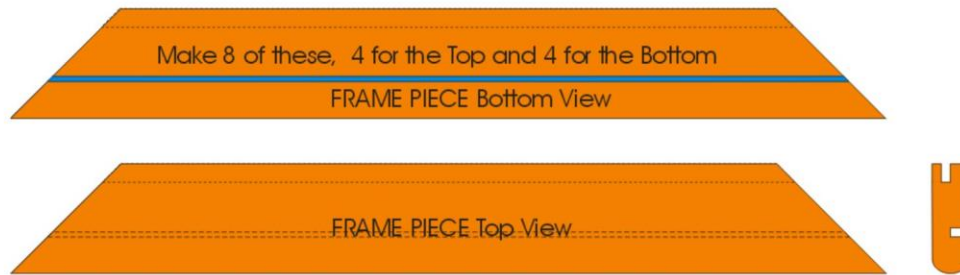 Make 8 of these, 4 for the Top and 4 for the Bottom
FRAME PIECE Bottom View
FRAME PIECE Top View